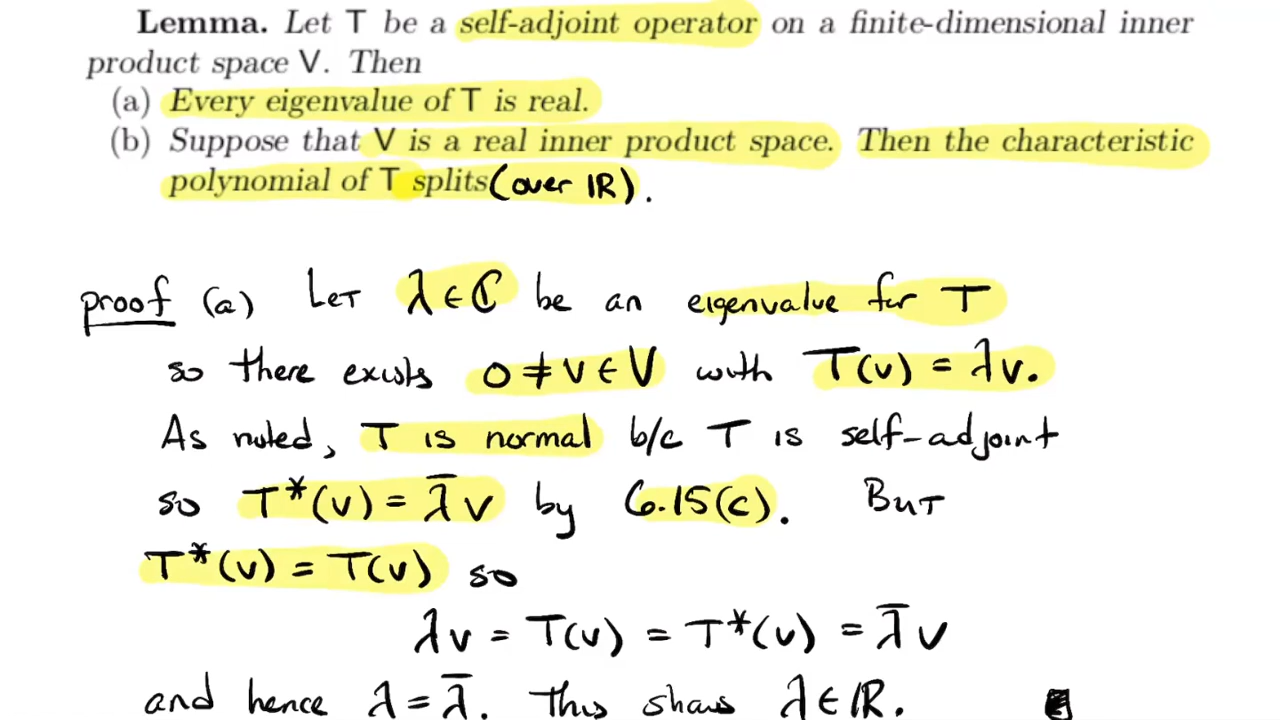 Lemma. Let T be a self-adjoint operator on a finite-dimensional inner
product space V. Then
(a) Every eigenvalue of T is real.
(b) Suppose that V is a real inner product space. Then the characteristic
polynomial of T splits (over ℝ).
proof (a) Let λ ∈ ℂ be an eigenvalue for T
so there exists 0 ≠ v ∈ V with T(v) = λv.
As noted, T is normal b/c T is self-adjoint
so T*(v) = λ̄v by 6.15(c). But
T*(v) = T(v) so
λv = T(v) = T*(v) = λ̄v
and hence λ = λ̄. This shows λ ∈ ℝ.